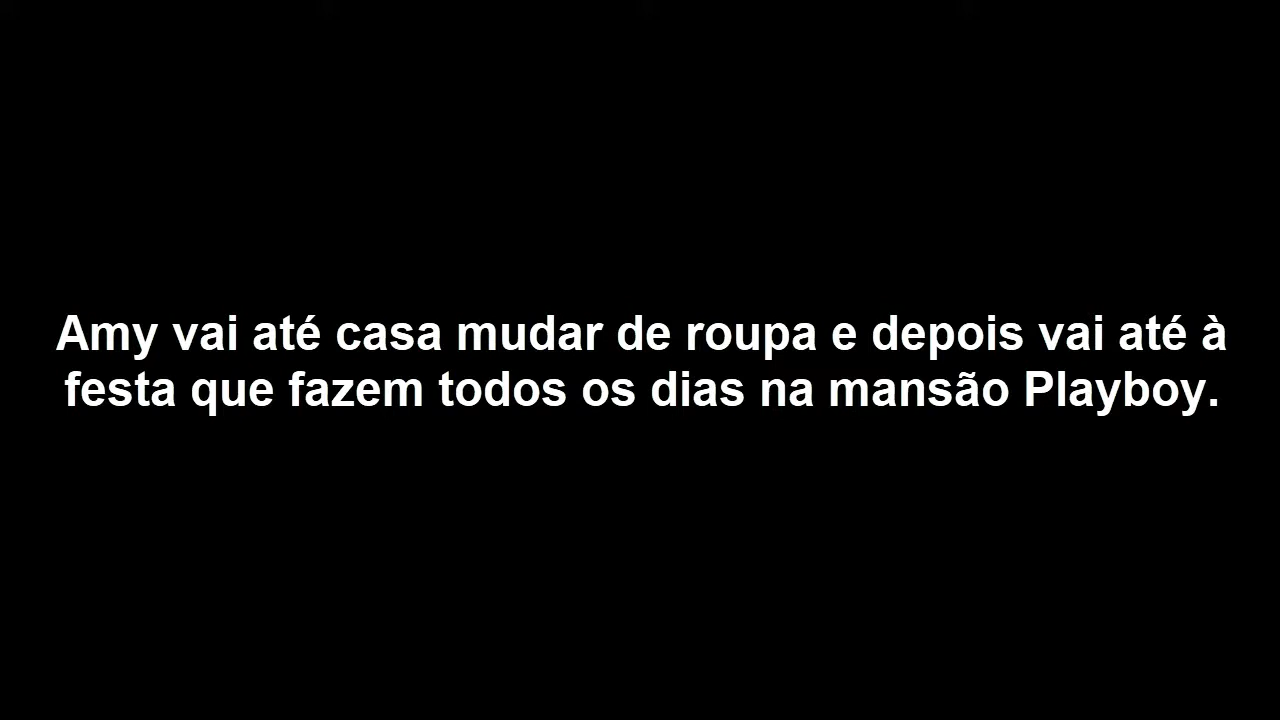 Amy vai até casa mudar de roupa e depois vai até à
festa que fazem todos os dias na mansão Playboy.